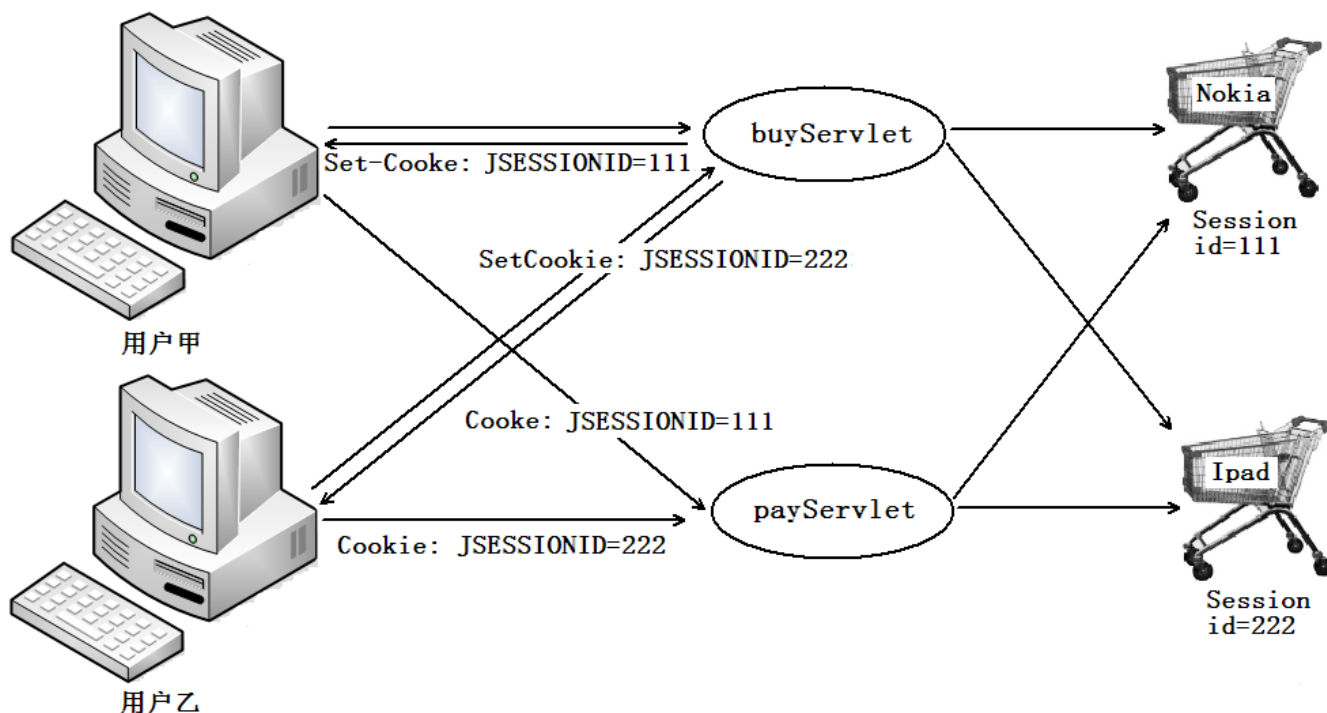 Nokia
buyServlet
Set-Cooke: JSESSIONID=111
Session
id=111
SetCookie: JSESSIONID=222
用户甲
Cooke: JSESSIONID=111
Ipad
payServlet
Cookie: JSESSIONID=222
Session
id=222
用户乙